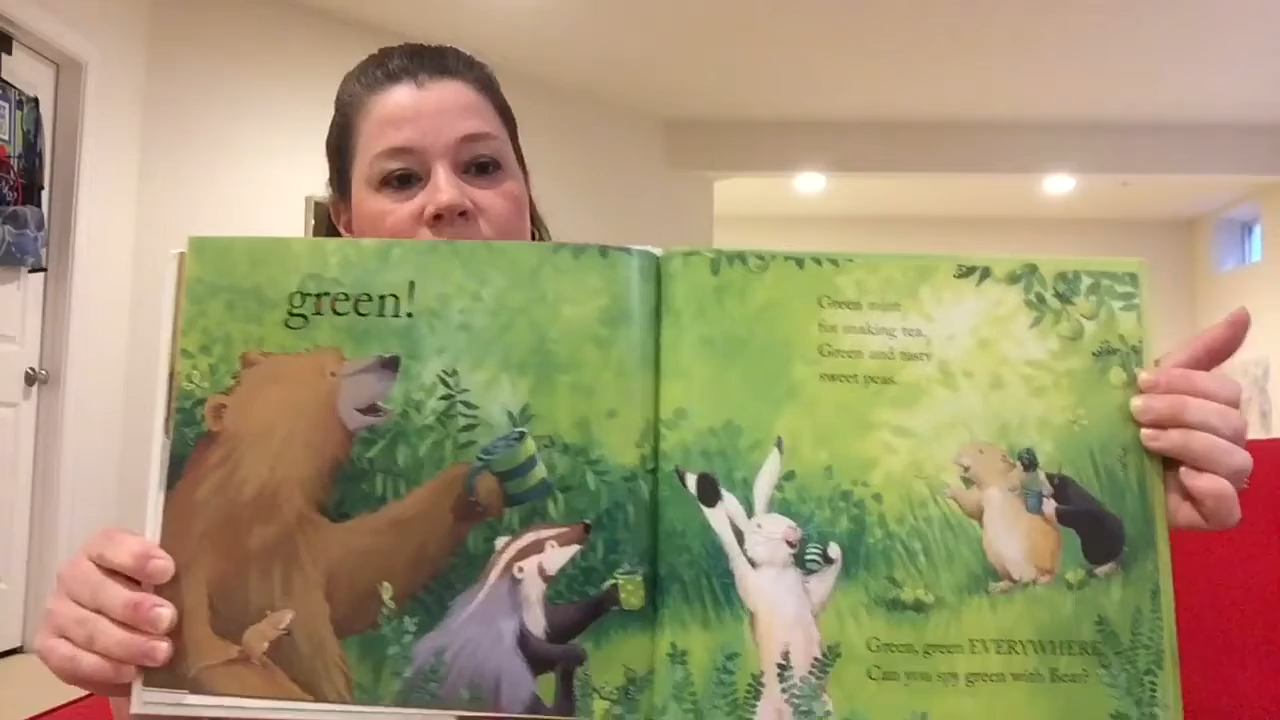 green!
Green mint
for making tea,
Green and tasty
sweet peas.
Green, green EVERYWHERE
Can you spy green with Bear?